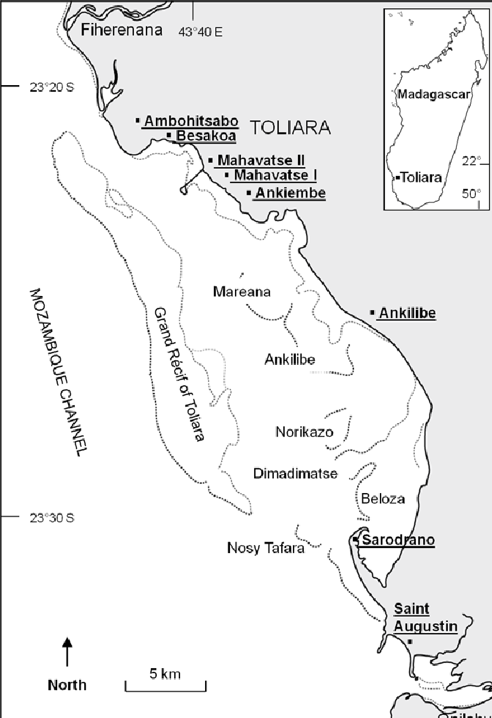 Fiherenana
43°40 E
23°20 S
Ambohitsabo
Besakoa
TOLIARA
Mahavatse II
Mahavatse I
Ankiembe
Madagascar
22°
Toliara
50°
Mareana
Ankilibe
MOZAMBIQUE CHANNEL
Grand Récif of Toliara
Ankilibe
Norikazo
Dimadimatse
Beloza
23°30 S
Nosy Tafara
Sarodrano
Saint
Augustin
North
5 km